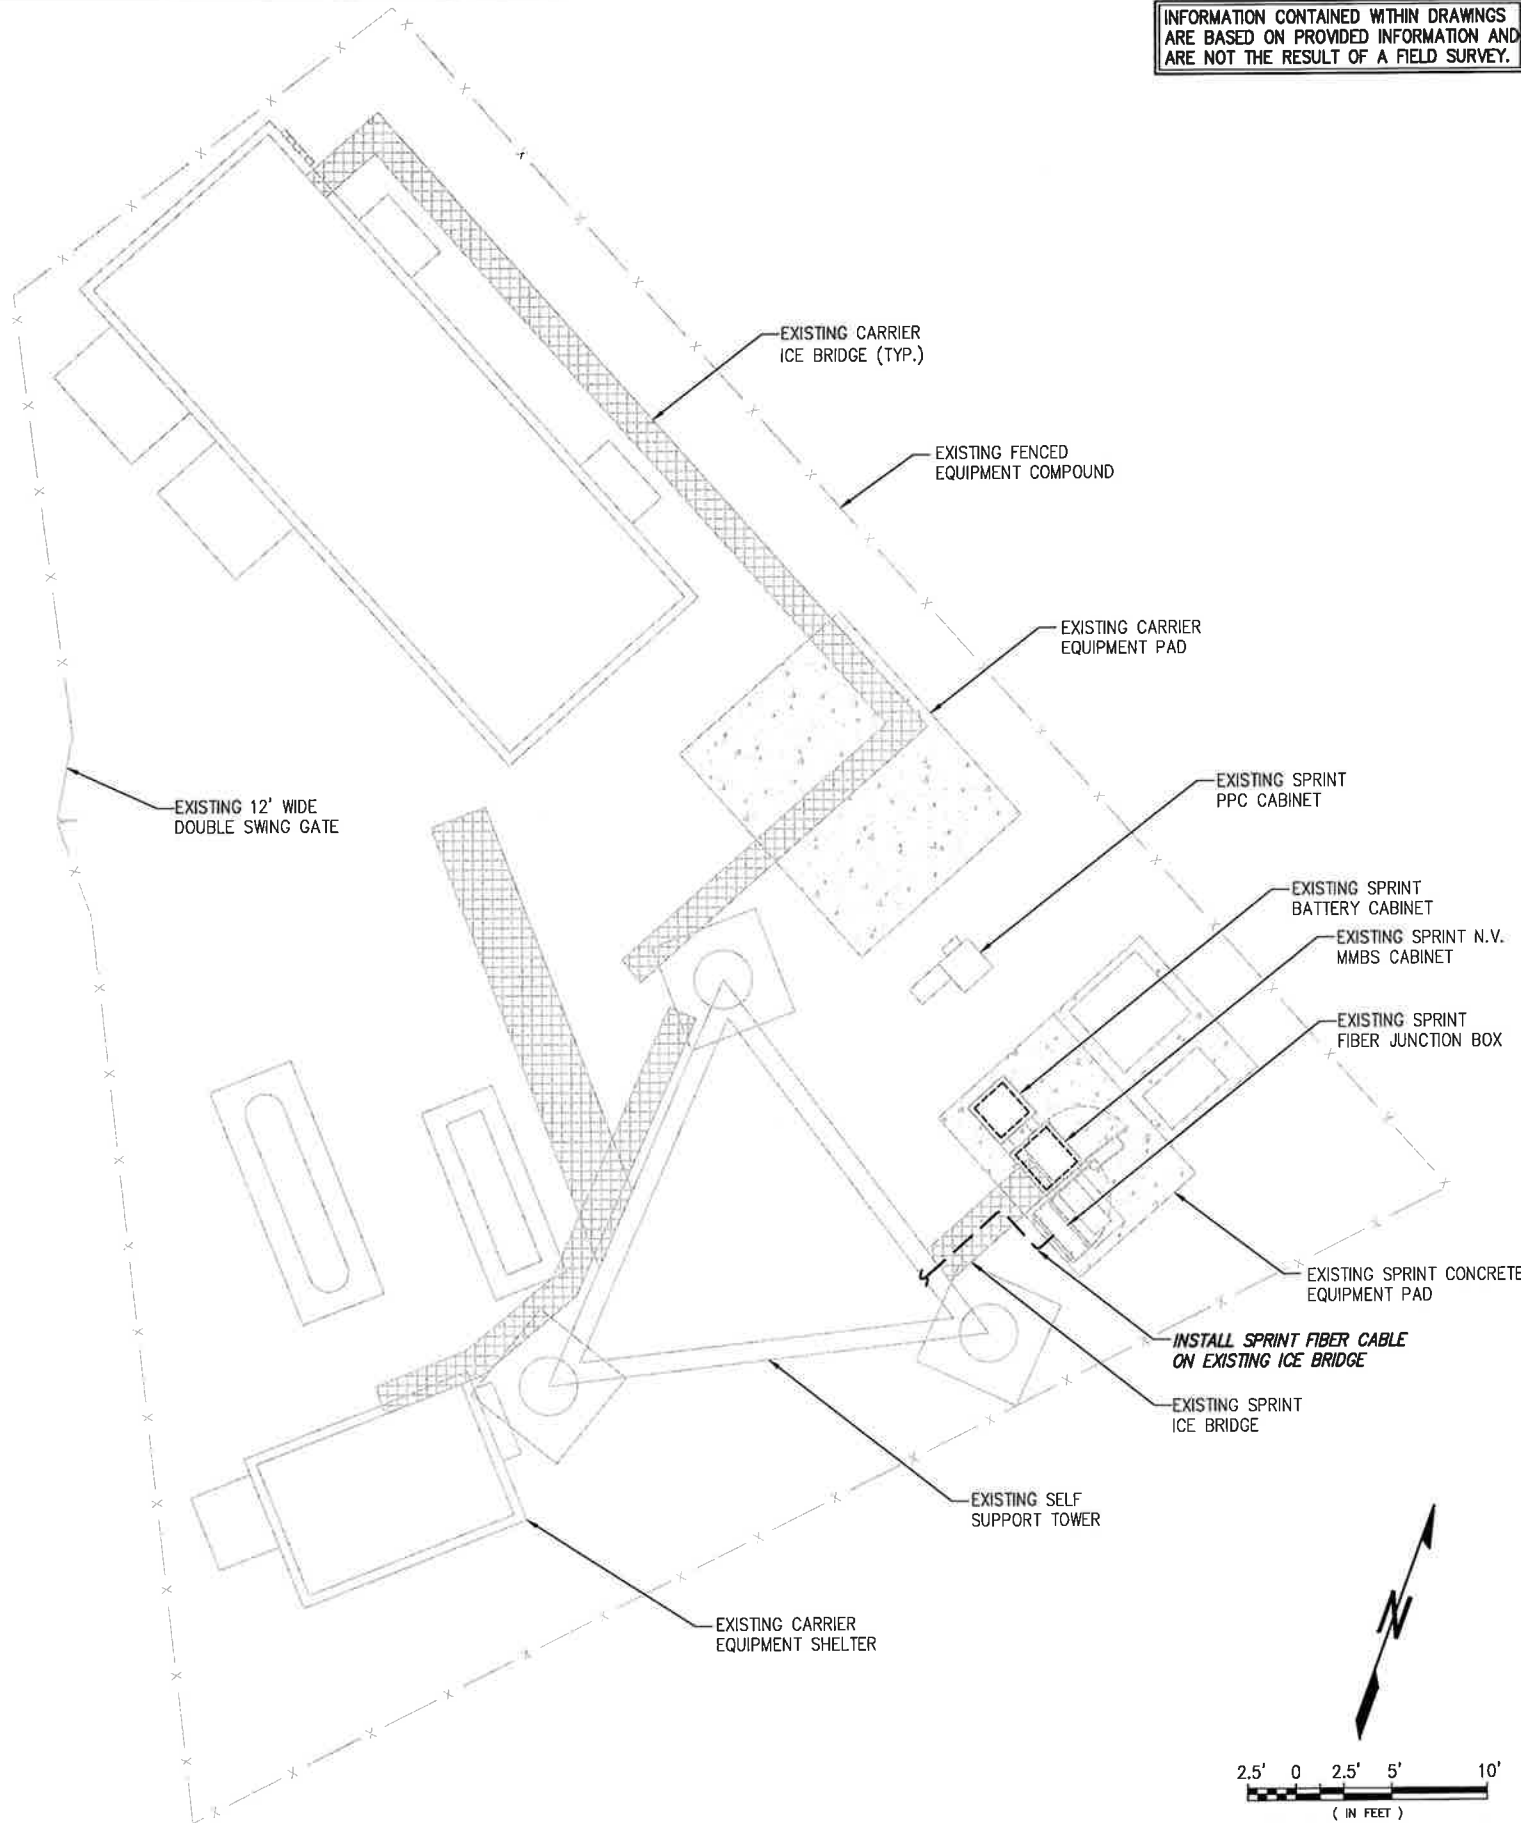 INFORMATION CONTAINED WITHIN DRAWINGS
ARE BASED ON PROVIDED INFORMATION AND
ARE NOT THE RESULT OF A FIELD SURVEY.
EXISTING CARRIER
ICE BRIDGE (TYP.)
EXISTING FENCED
EQUIPMENT COMPOUND
EXISTING CARRIER
EQUIPMENT PAD
EXISTING SPRINT
PPC CABINET
EXISTING 12' WIDE
DOUBLE SWING GATE
EXISTING SPRINT
BATTERY CABINET
EXISTING SPRINT N.V.
MMBS CABINET
EXISTING SPRINT
FIBER JUNCTION BOX
EXISTING SPRINT CONCRETE
EQUIPMENT PAD
INSTALL SPRINT FIBER CABLE
ON EXISTING ICE BRIDGE
EXISTING SPRINT
ICE BRIDGE
EXISTING SELF
SUPPORT TOWER
EXISTING CARRIER
EQUIPMENT SHELTER
N
2.5' 0 2.5' 5' 10'
( IN FEET )